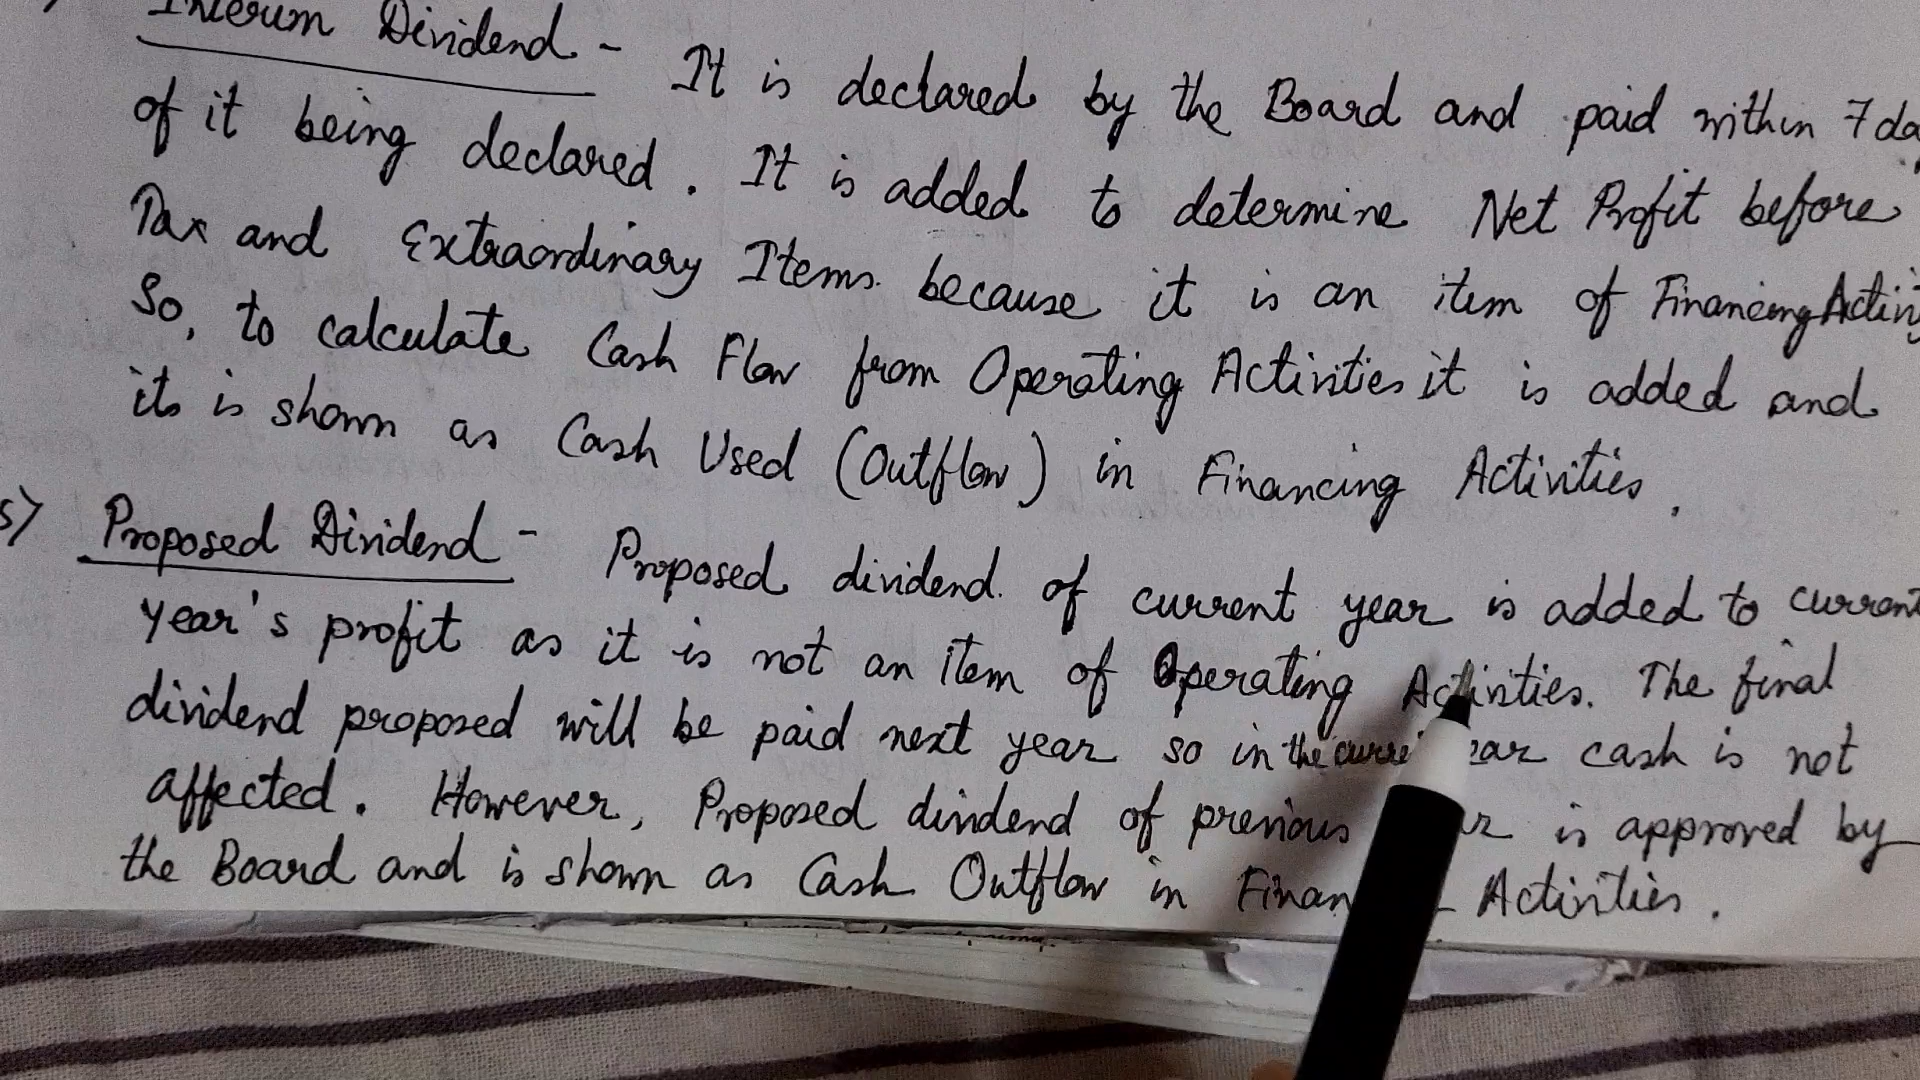 Interim Dividend - It is declared by the Board and paid within 7 da
of it being declared. It is added to determine Net Profit before
Tax and Extraordinary Items because it is an item of Financing Activi
So, to calculate Cash Flow from Operating Activities it is added and
its is shown as Cash Used (Outflow) in Financing Activities.
5) Proposed Dividend - Proposed dividend of current year is added to current
year's profit as it is not an item of Operating Activities. The final
dividend proposed will be paid next year so in the cash is not
affected. However, Proposed dividend of previous is approved by
the Board and is shown as Cash Outflow in Activities.